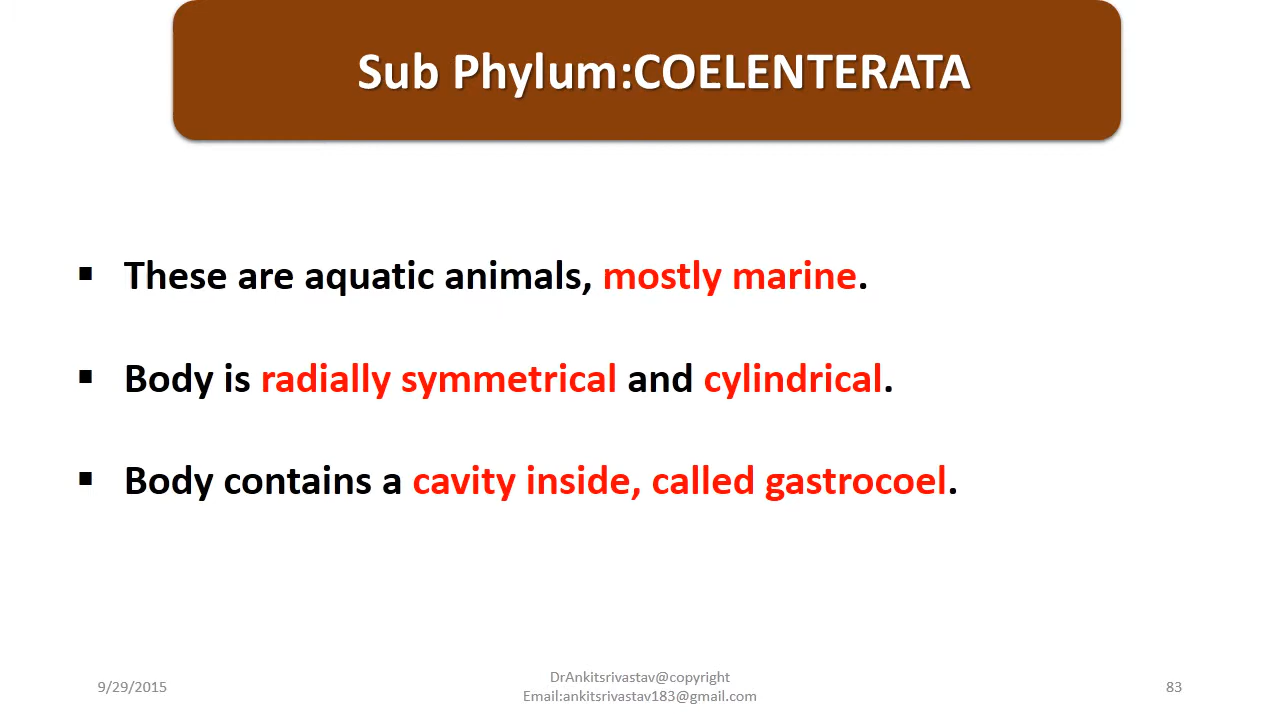 Sub Phylum:COELENTERATA
▪ These are aquatic animals, mostly marine.
▪ Body is radially symmetrical and cylindrical.
▪ Body contains a cavity inside, called gastrocoel.
9/29/2015
DrAnkitsrivastav@copyright
Email:ankitsrivastav183@gmail.com
83